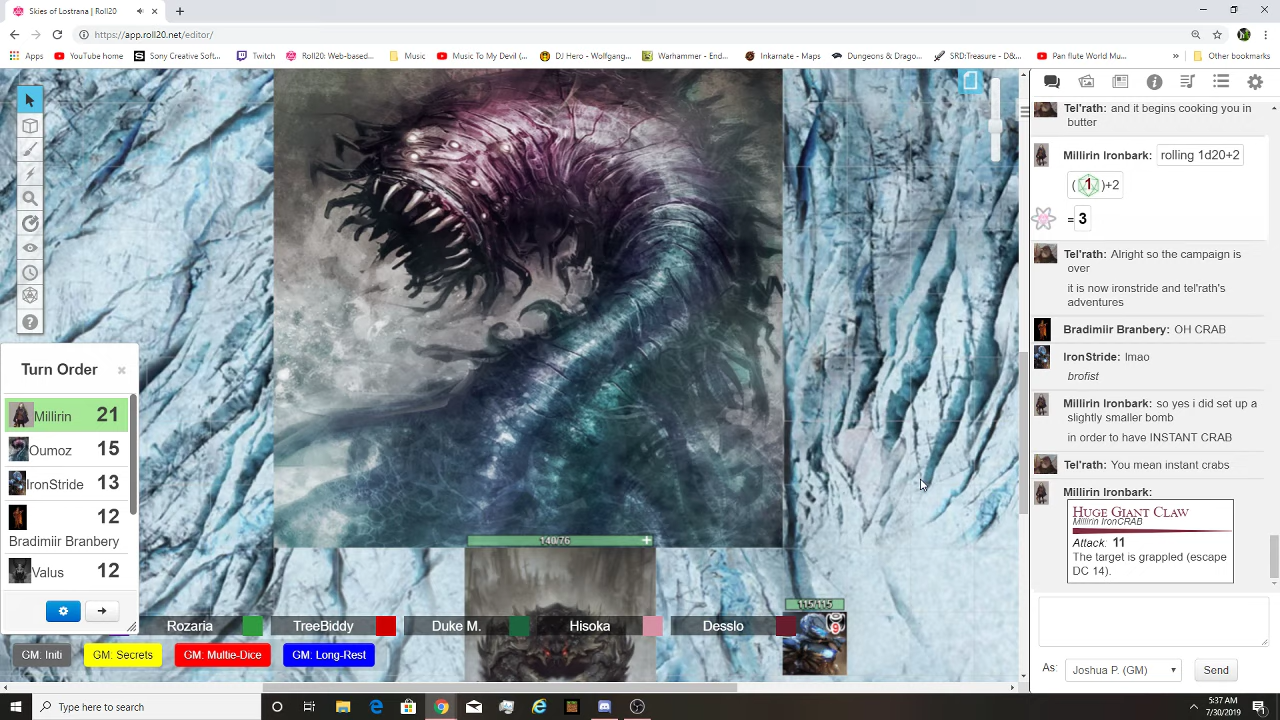 Skies of Lod20
https://app.roll20.net/editor/
Apps
YouTube home
Sony Creative Soft...
Twitch
Roll20: Web-based...
Music
Music To My Devil (...
DJ Hero - Wolfgang...
Warhammer - End...
Inkarnate - Maps
Dungeons & Drago...
SRD:Treasure - D&...
Pan flute World Mu...
»
Other bookmarks
Turn Order
Millirin 21
Oumoz 15
IronStride 13
12
Bradimiir Branbery
Valus 12
140/76
115/115
9
Rozaria
TreeBiddy
Duke M.
Hisoka
Desslo
GM: Initi
GM: Secrets
GM: Multie-Dice
GM: Long-Rest
Tel'rath: and it begins cooking you in
butter
Millirin Ironbark: rolling 1d20+2
(1)+2
=3
Tel'rath: Alright so the campaign is
over
it is now ironstride and tel'rath's
adventures
Bradimiir Branbery: OH CRAB
IronStride: lmao
brofist
Millirin Ironbark: so yes i did set up a
slightly smaller bomb
in order to have INSTANT CRAB
Tel'rath: You mean instant crabs
Millirin Ironbark:
HUGE GIANT CLAW
Millirin IronCRAB
Attack: 11
The target is grappled (escape
DC 14).
As:
Joshua P. (GM)
Send
Type here to search
5:37 AM
7/30/2019